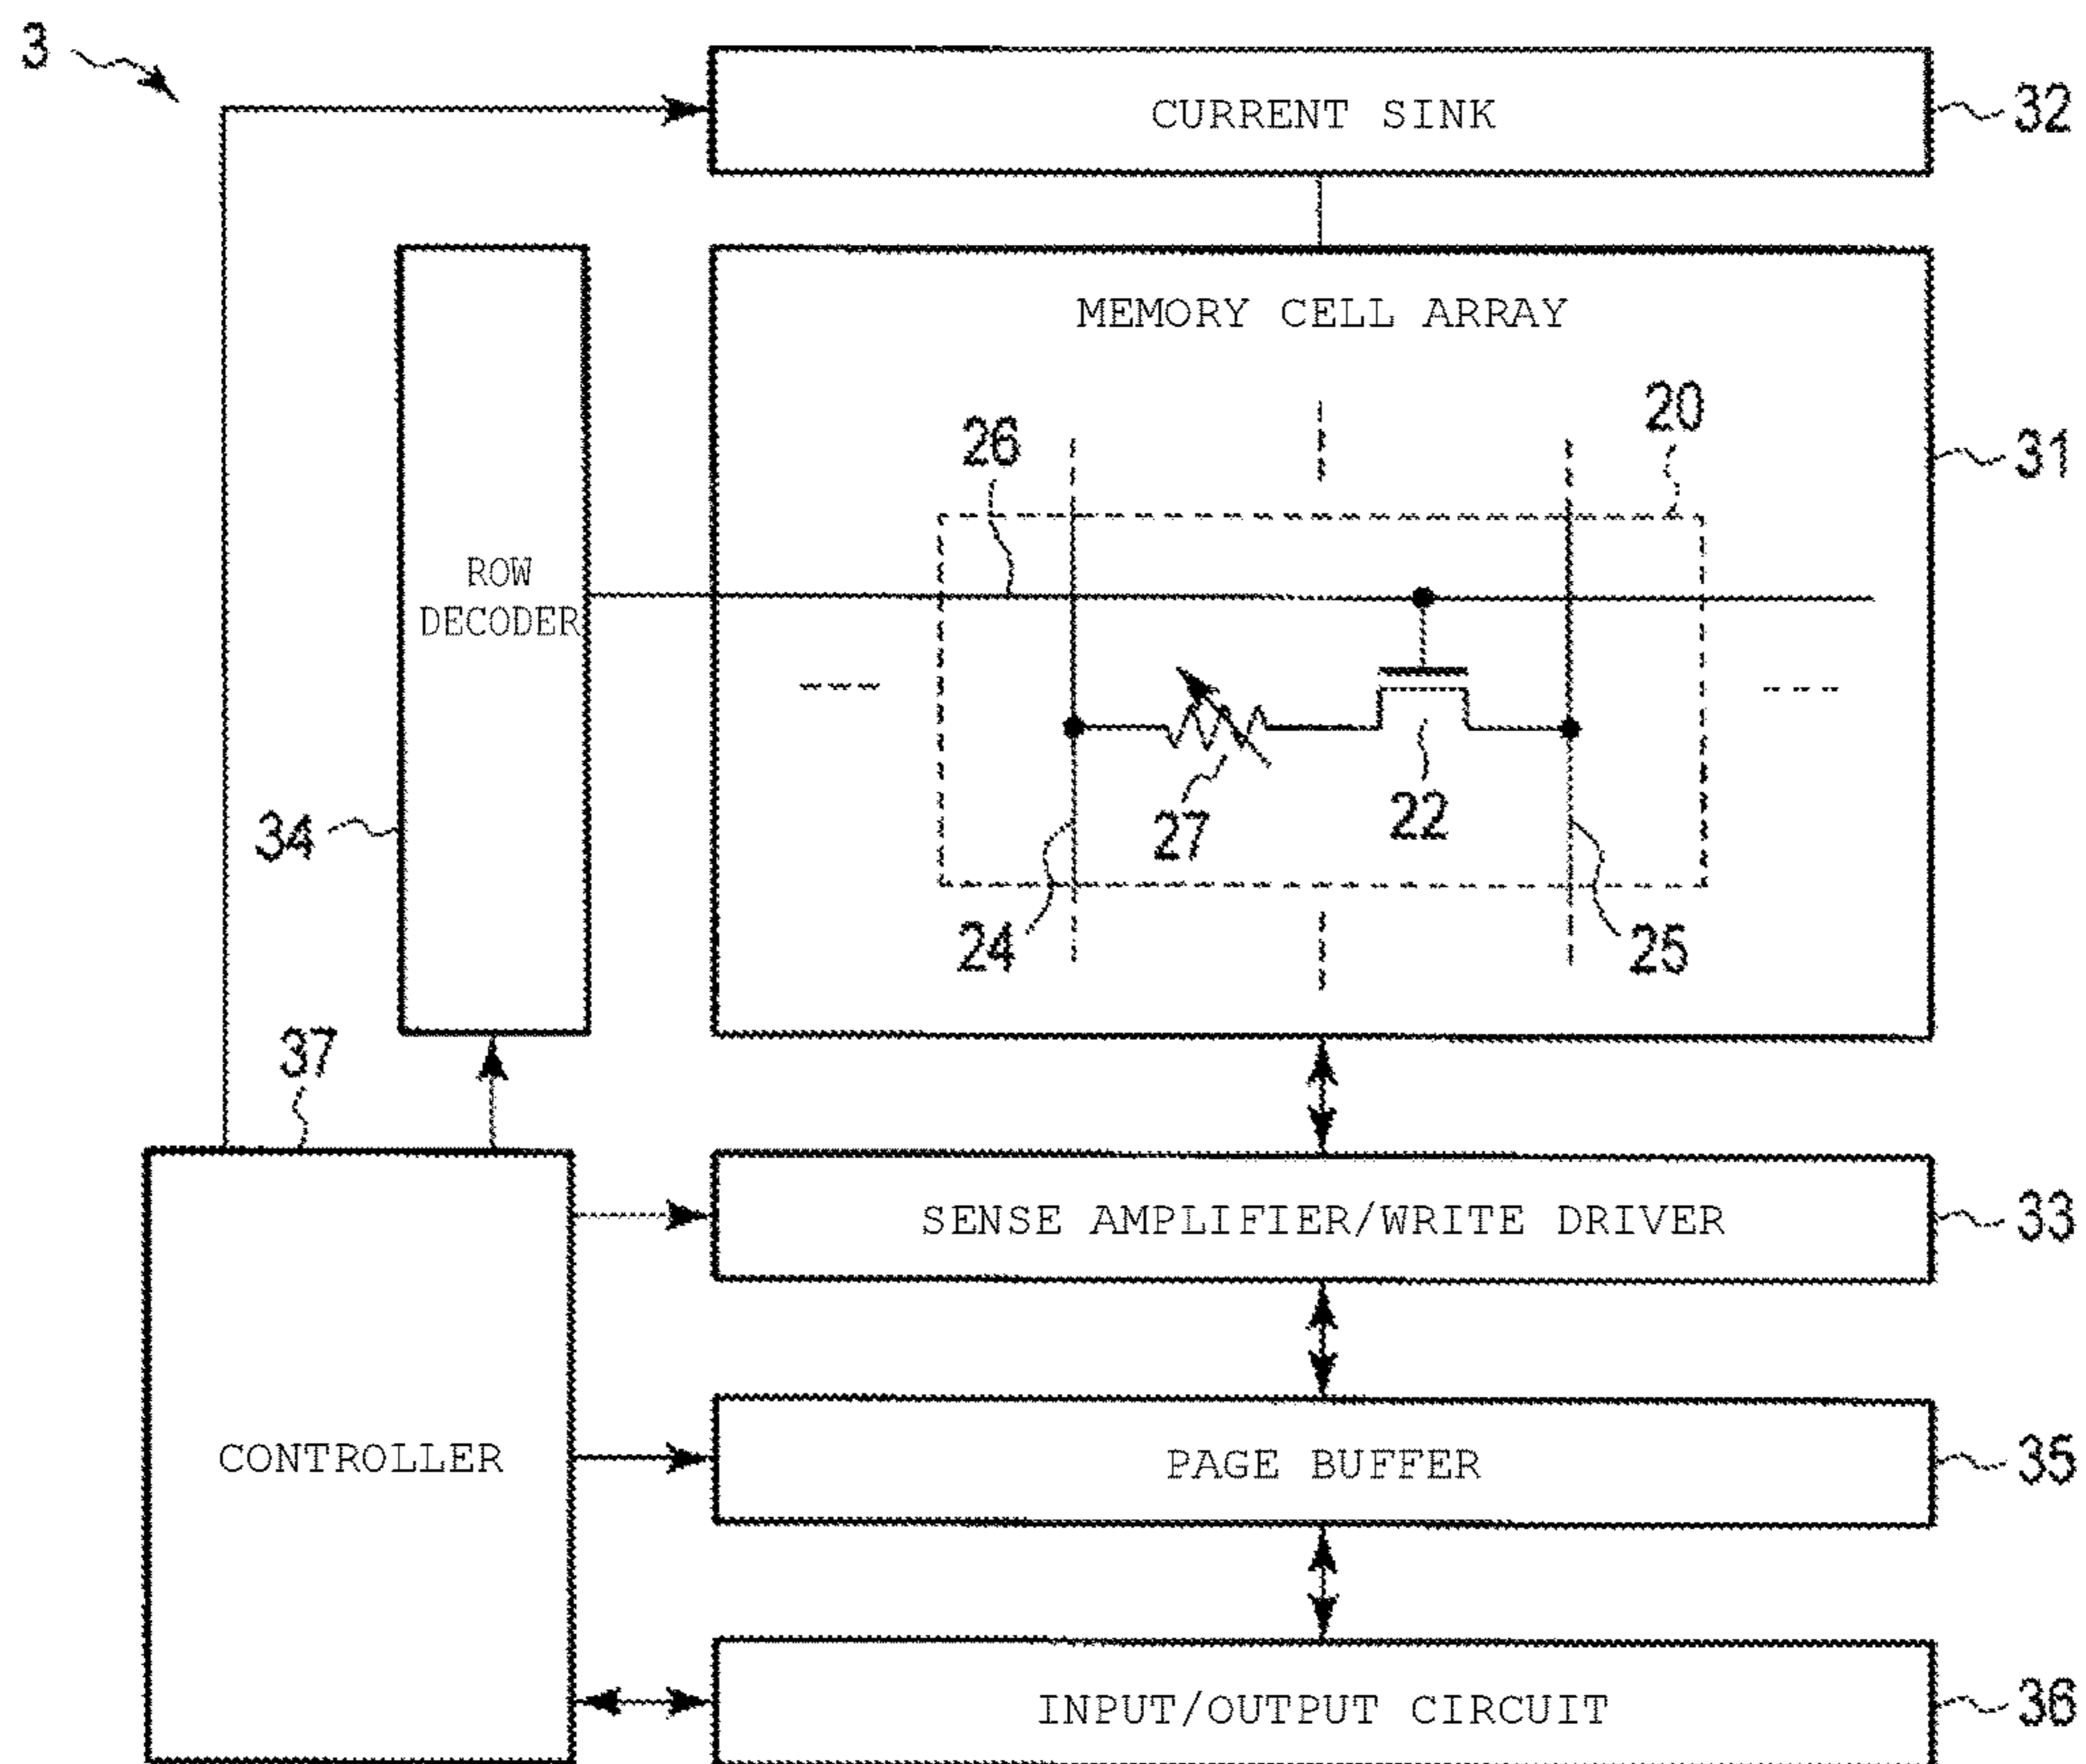 3
CURRENT SINK
32
MEMORY CELL ARRAY
20
26
31
ROW
DECODER
27
22
34
24
25
37
SENSE AMPLIFIER/WRITE DRIVER
33
CONTROLLER
PAGE BUFFER
35
INPUT/OUTPUT CIRCUIT
36